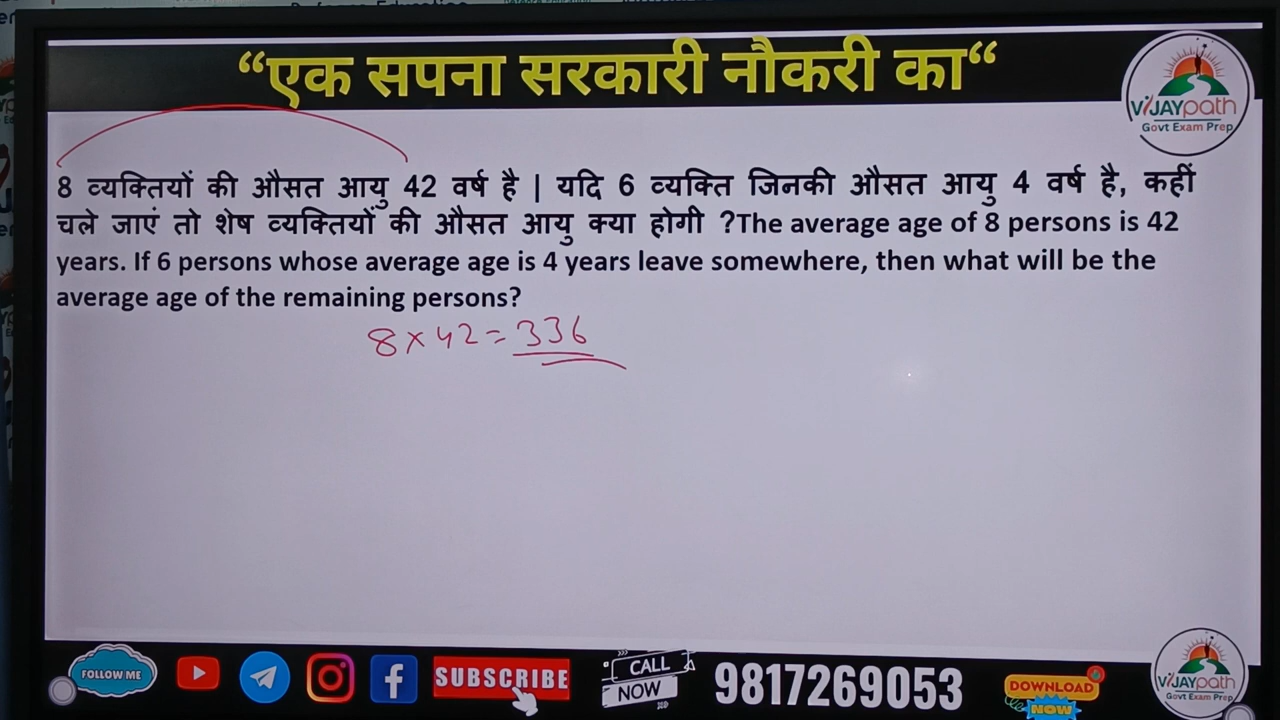 “एक सपना सरकारी नौकरी का“
VIJAYpath
Govt Exam Prep
8 व्यक्तियों की औसत आयु 42 वर्ष है | यदि 6 व्यक्ति जिनकी औसत आयु 4 वर्ष है, कहीं
चले जाएं तो शेष व्यक्तियों की औसत आयु क्या होगी ?The average age of 8 persons is 42
years. If 6 persons whose average age is 4 years leave somewhere, then what will be the
average age of the remaining persons?
8 x 42 = 336
FOLLOW ME
SUBSCRIBE
CALL
NOW
9817269053
DOWNLOAD
NOW
VIJAYpath
Govt Exam Prep